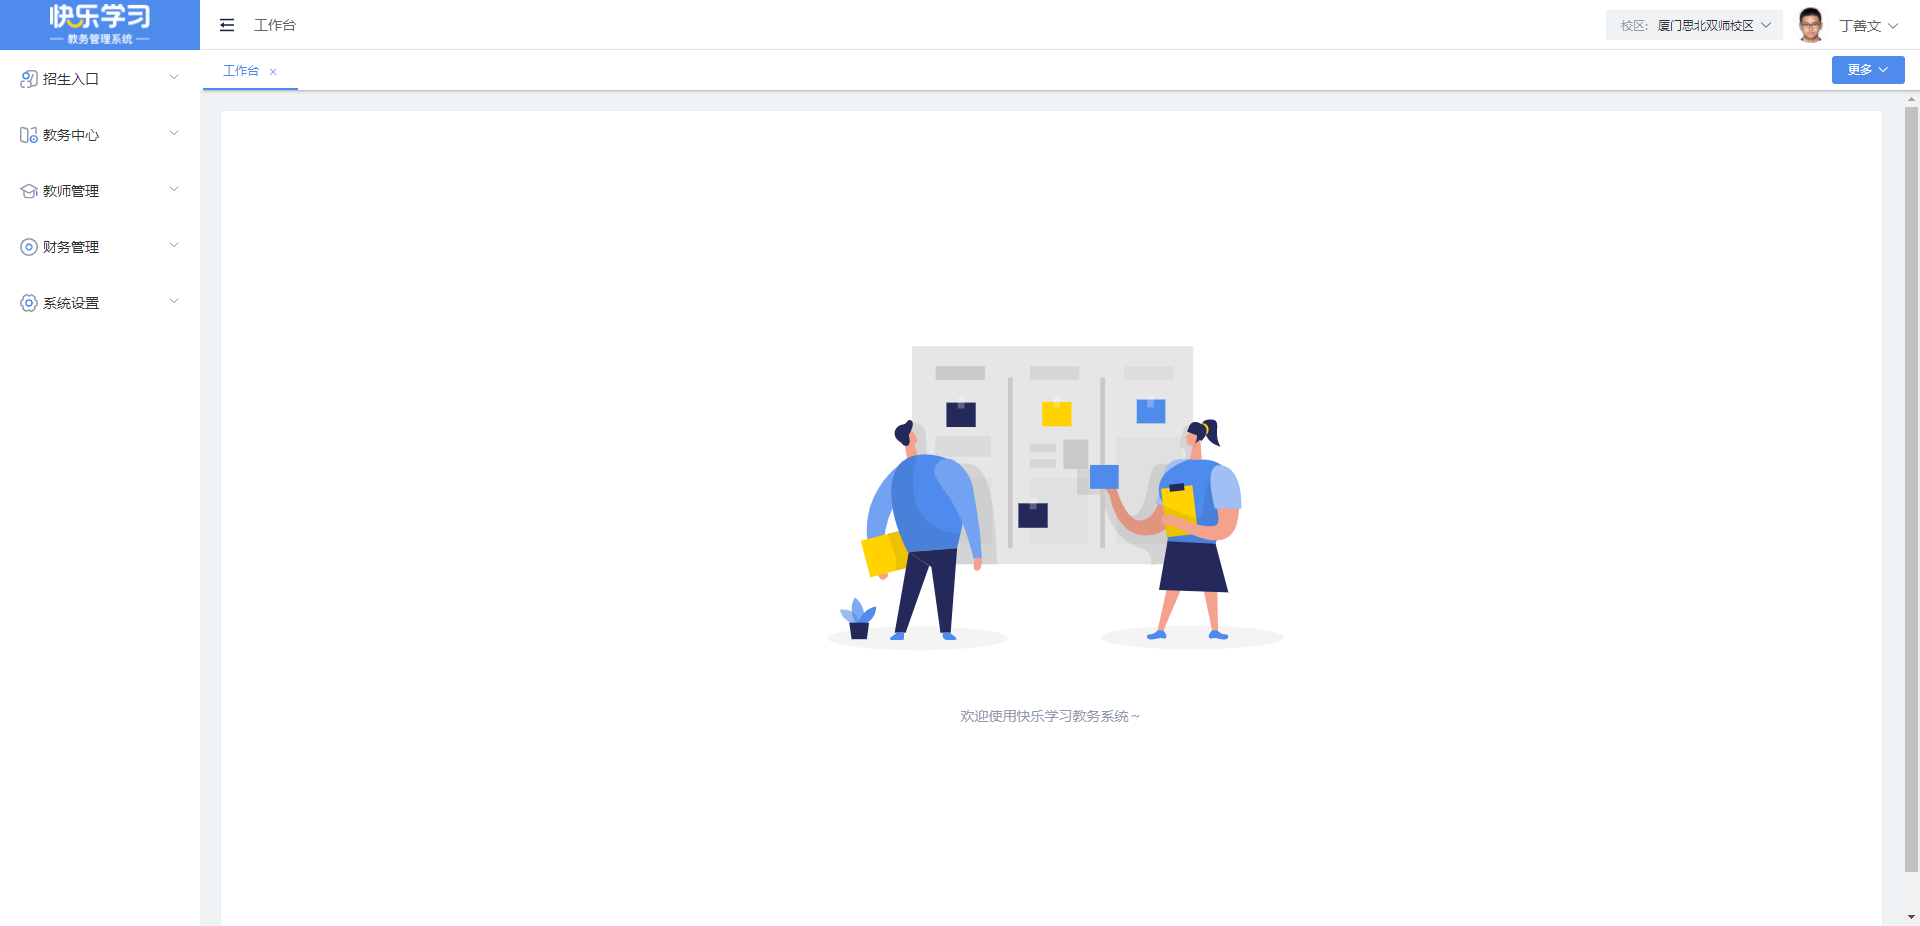 快乐学习
教务管理系统
工作台
校区: 厦门思北双师校区
丁善文
工作台
更多
招生入口
教务中心
教师管理
财务管理
系统设置
欢迎使用快乐学习教务系统～